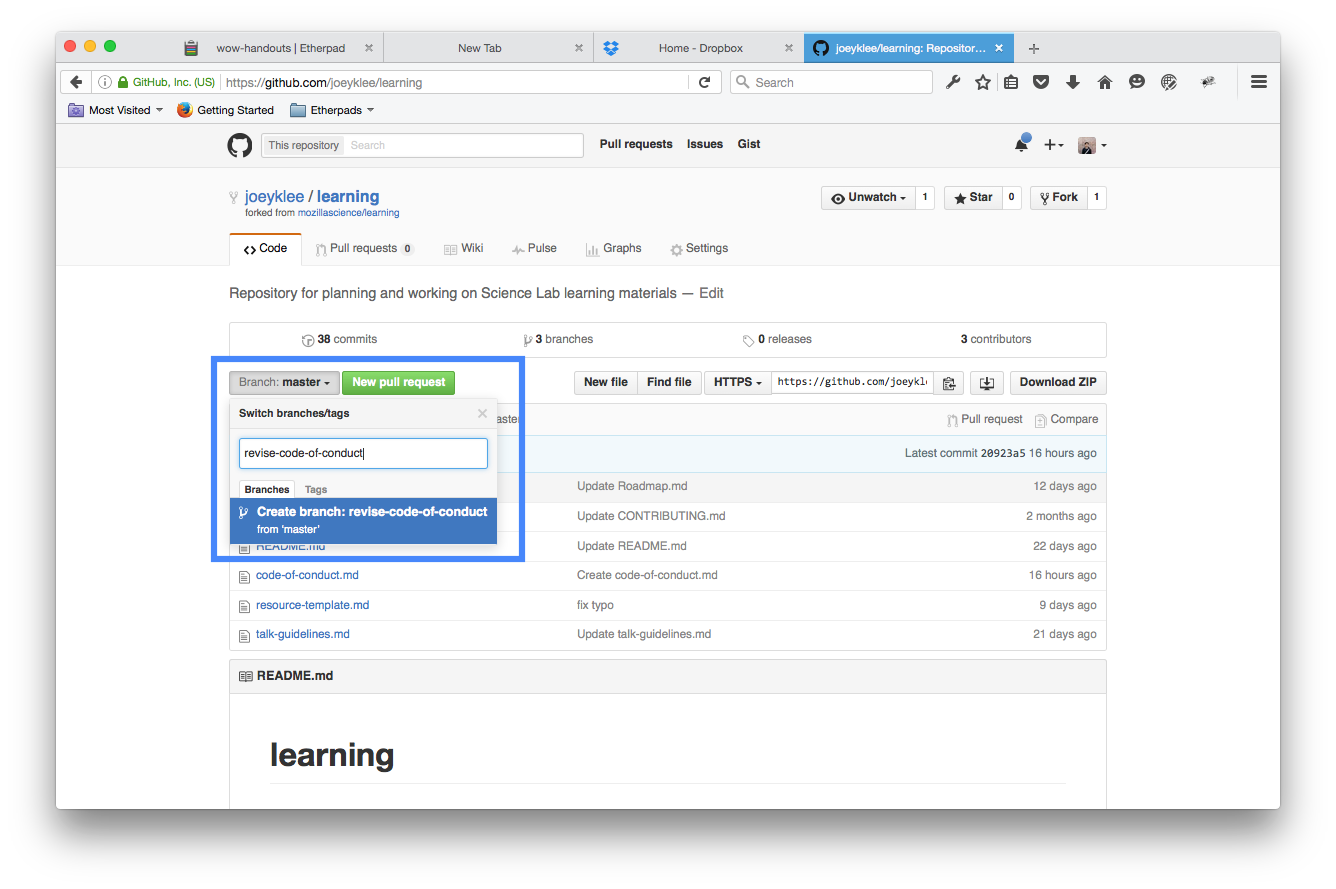 wow-handouts | Etherpad
New Tab
Home - Dropbox
joeyklee/learning: Repositor...
GitHub, Inc. (US)
https://github.com/joeyklee/learning
Search
Most Visited
Getting Started
Etherpads
This repository
Search
Pull requests
Issues
Gist
joeyklee / learning
forked from mozillascience/learning
Unwatch
1
Star
0
Fork
1
Code
Pull requests 0
Wiki
Pulse
Graphs
Settings
Repository for planning and working on Science Lab learning materials — Edit
38 commits
3 branches
0 releases
3 contributors
Branch: master
New pull request
New file
Find file
HTTPS
https://github.com/joeykl
Download ZIP
Switch branches/tags
aster
Pull request
Compare
revise-code-of-conduct
Latest commit 20923a5 16 hours ago
Branches
Tags
Update Roadmap.md
12 days ago
Create branch: revise-code-of-conduct
from 'master'
Update CONTRIBUTING.md
2 months ago
README.md
Update README.md
22 days ago
code-of-conduct.md
Create code-of-conduct.md
16 hours ago
resource-template.md
fix typo
9 days ago
talk-guidelines.md
Update talk-guidelines.md
21 days ago
README.md
learning